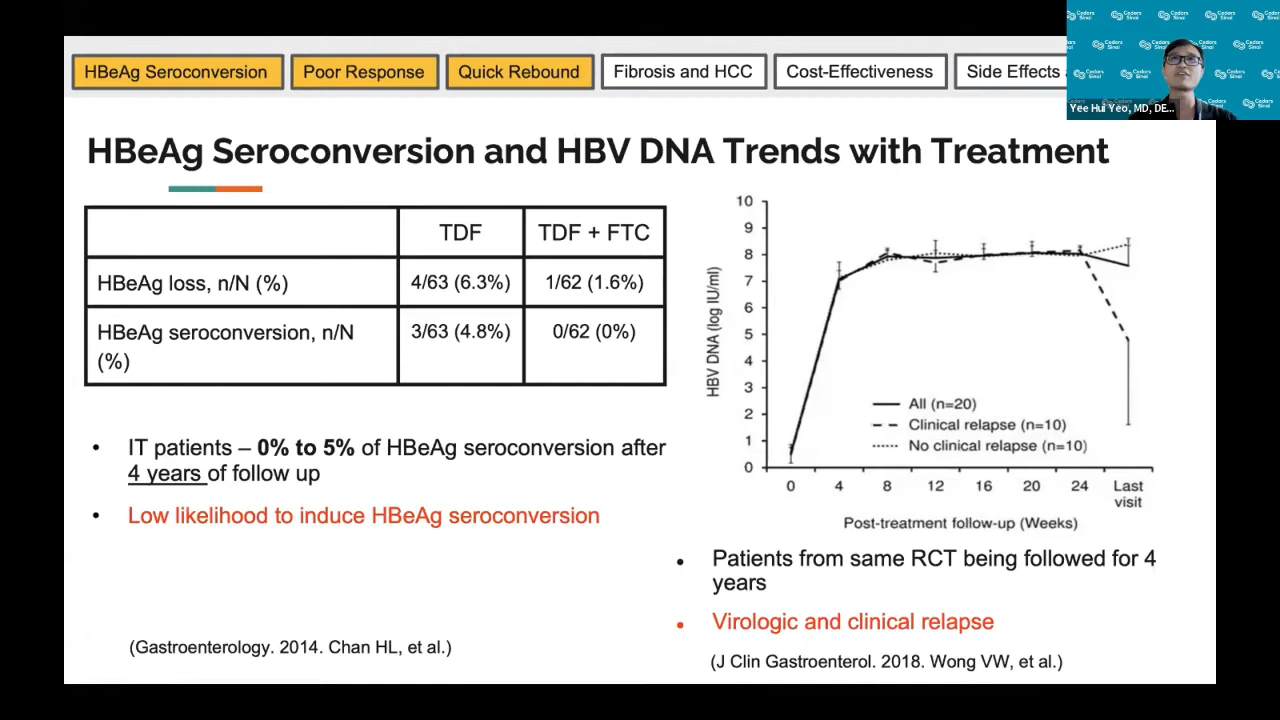 HBeAg Seroconversion
Poor Response
Quick Rebound
Fibrosis and HCC
Cost-Effectiveness
Side Effects
Cedars Sinai
Yee Hui Yeo, MD, DE...
HBeAg Seroconversion and HBV DNA Trends with Treatment
TDF
TDF + FTC
HBeAg loss, n/N (%)
4/63 (6.3%)
1/62 (1.6%)
HBeAg seroconversion, n/N
(%)
3/63 (4.8%)
0/62 (0%)
• IT patients – 0% to 5% of HBeAg seroconversion after
4 years of follow up
• Low likelihood to induce HBeAg seroconversion
(Gastroenterology. 2014. Chan HL, et al.)
HBV DNA (log IU/ml)
10
9
8
7
6
5
4
3
2
1
0
All (n=20)
Clinical relapse (n=10)
No clinical relapse (n=10)
0 4 8 12 16 20 24 Last
visit
Post-treatment follow-up (Weeks)
• Patients from same RCT being followed for 4
years
• Virologic and clinical relapse
(J Clin Gastroenterol. 2018. Wong VW, et al.)